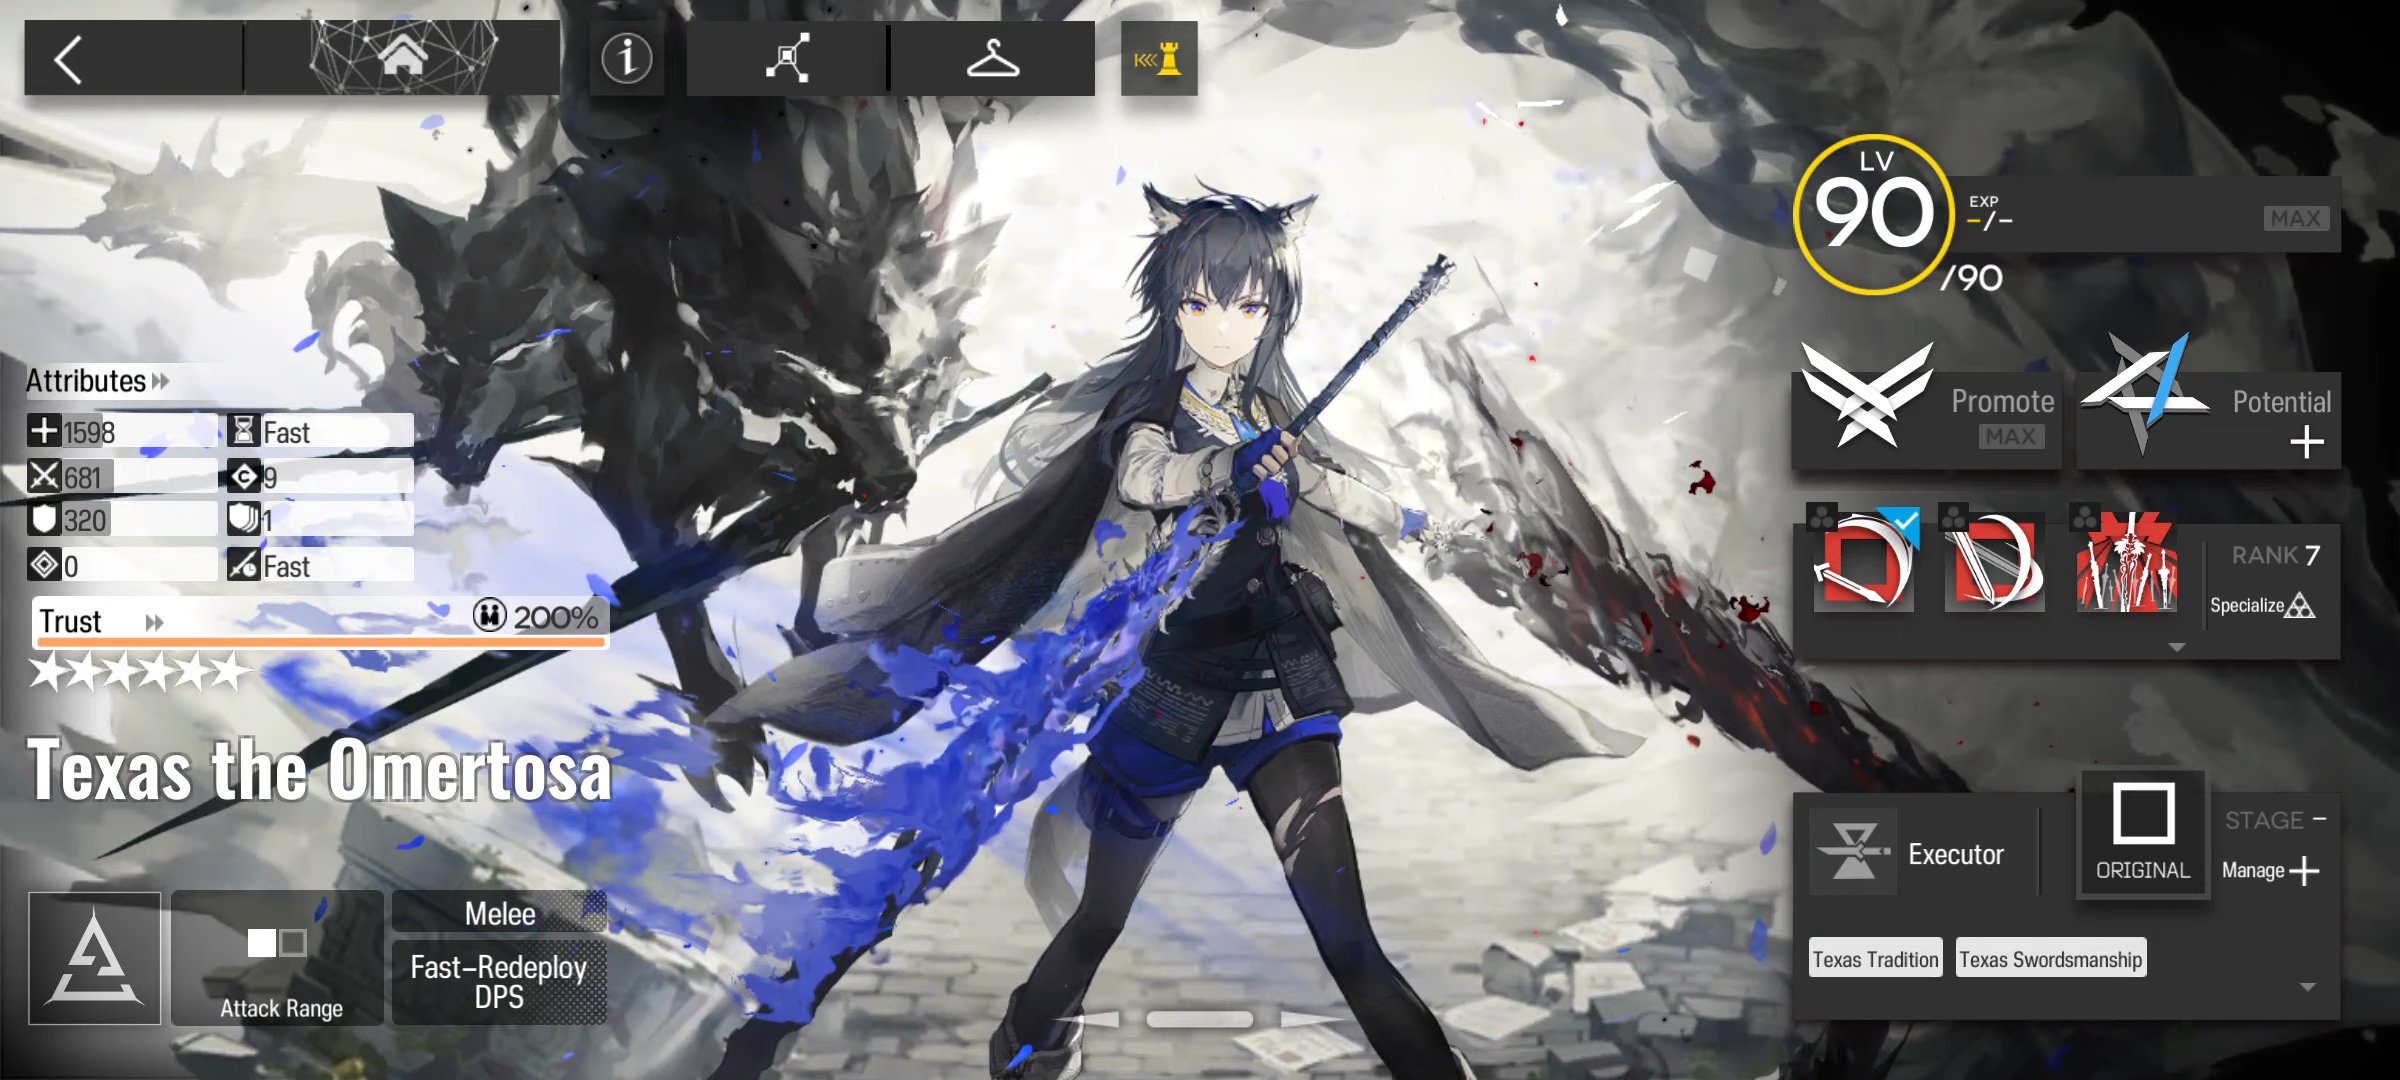 LV
90
EXP
-/-
MAX
/90
Attributes
1598
Fast
681
9
320
1
0
Fast
Trust
200%
Promote
MAX
Potential
RANK 7
Specialize
Texas the Omertosa
Executor
ORIGINAL
STAGE -
Manage
Texas Tradition
Texas Swordsmanship
Attack Range
Melee
Fast-Redeploy
DPS